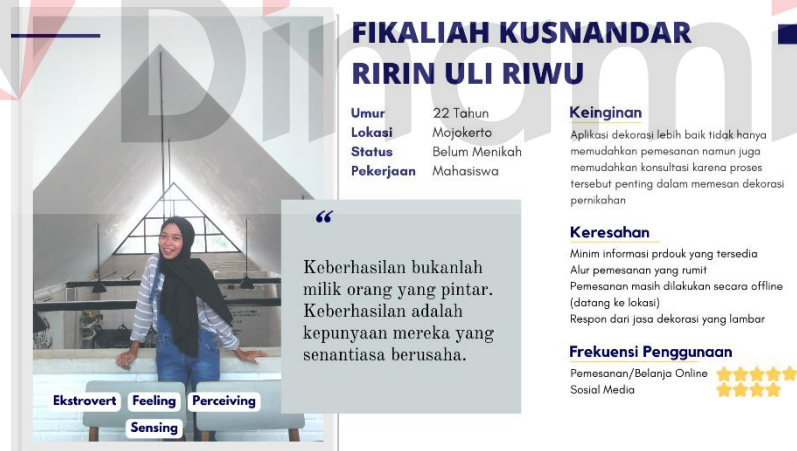 FIKALIAH KUSNANDAR
RIRIN ULI RIWU
Umur 22 Tahun
Lokasi Mojokerto
Status Belum Menikah
Pekerjaan Mahasiswa
“
Keberhasilan bukanlah
milik orang yang pintar.
Keberhasilan adalah
kepunyaan mereka yang
senantiasa berusaha.
Ekstrovert Feeling Perceiving
Sensing
Keinginan
Aplikasi dekorasi lebih baik tidak hanya
memudahkan pemesanan namun juga
memudahkan konsultasi karena proses
tersebut penting dalam memesan dekorasi
pernikahan
Keresahan
Minim informasi prdouk yang tersedia
Alur pemesanan yang rumit
Pemesanan masih dilakukan secara offline
(datang ke lokasi)
Respon dari jasa dekorasi yang lambar
Frekuensi Penggunaan
Pemesanan/Belanja Online
Sosial Media
Dinami